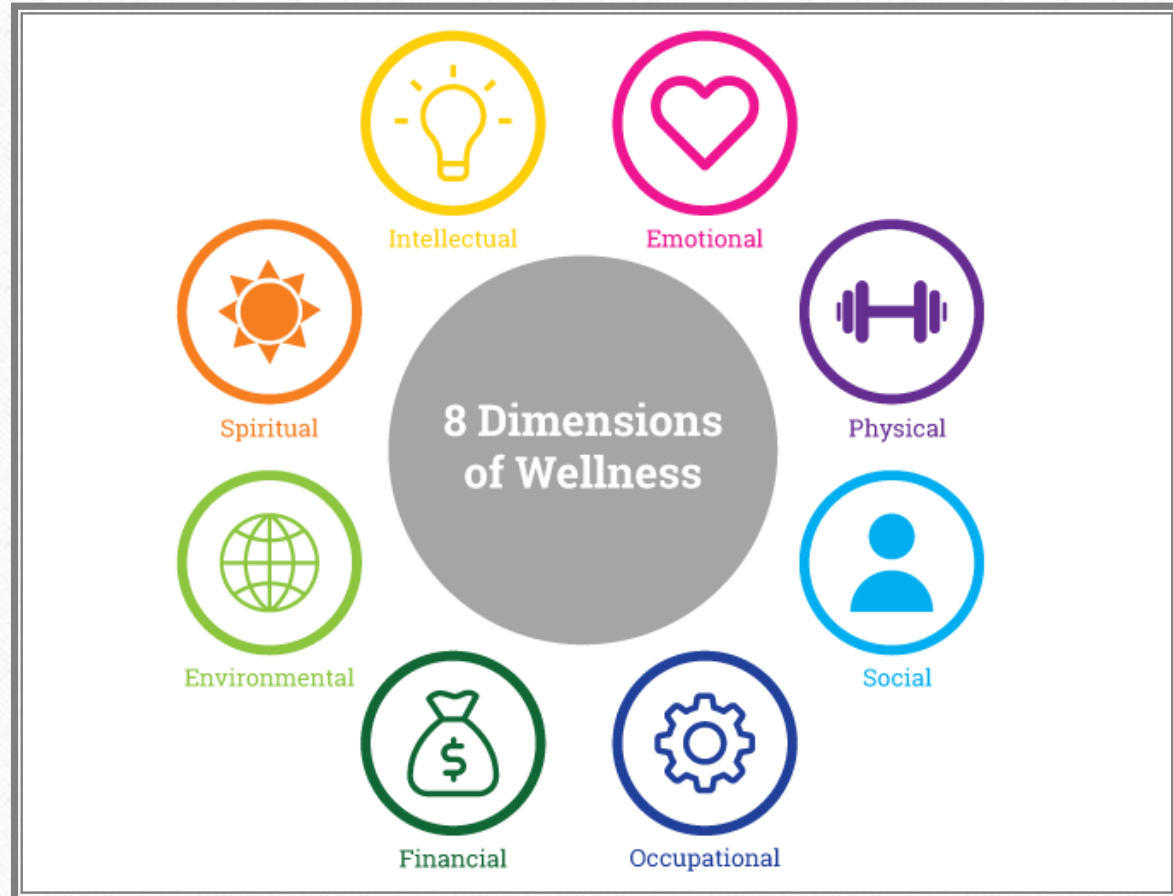 Intellectual
Emotional
Spiritual
Physical
8 Dimensions
of Wellness
Environmental
Social
$
Financial
Occupational